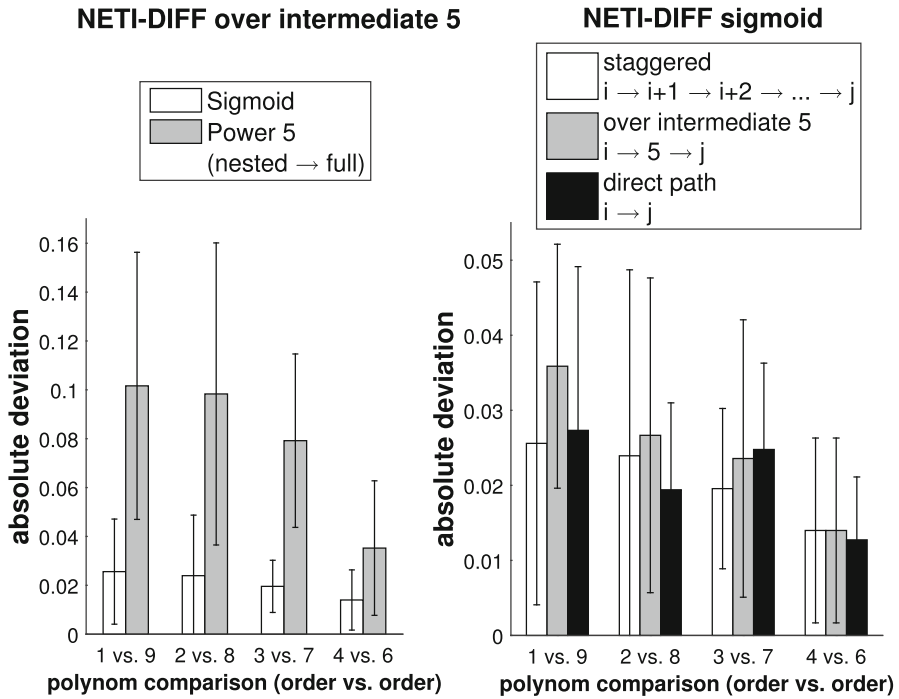 NETI-DIFF over intermediate 5
Sigmoid
Power 5
(nested → full)
absolute deviation
0.16
0.14
0.12
0.1
0.08
0.06
0.04
0.02
0
1 vs. 9
2 vs. 8
3 vs. 7
4 vs. 6
polynom comparison (order vs. order)
NETI-DIFF sigmoid
staggered
i → i+1 → i+2 → ... → j
over intermediate 5
i → 5 → j
direct path
i → j
absolute deviation
0.05
0.04
0.03
0.02
0.01
0
1 vs. 9
2 vs. 8
3 vs. 7
4 vs. 6
polynom comparison (order vs. order)